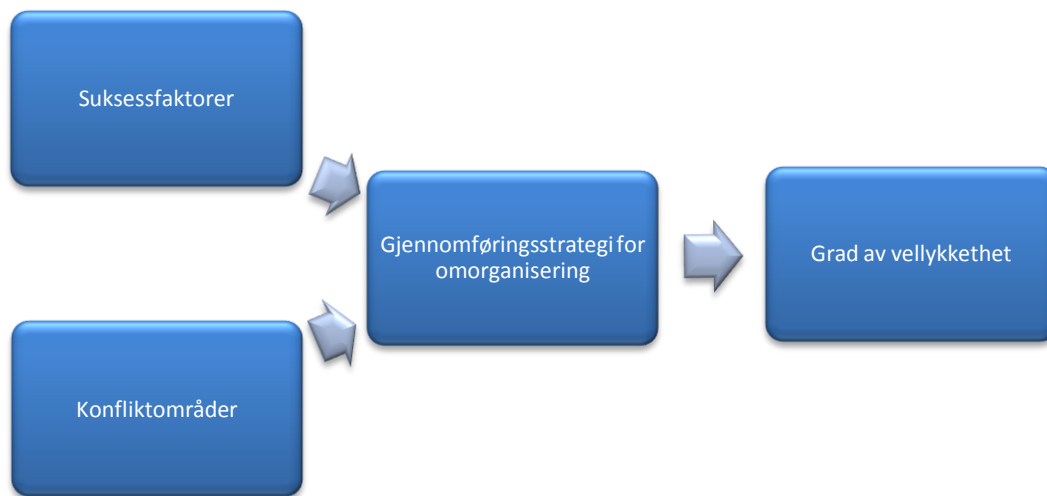 Suksessfaktorer
Gjennomføringsstrategi for
omorganisering
Grad av vellykkethet
Konfliktområder